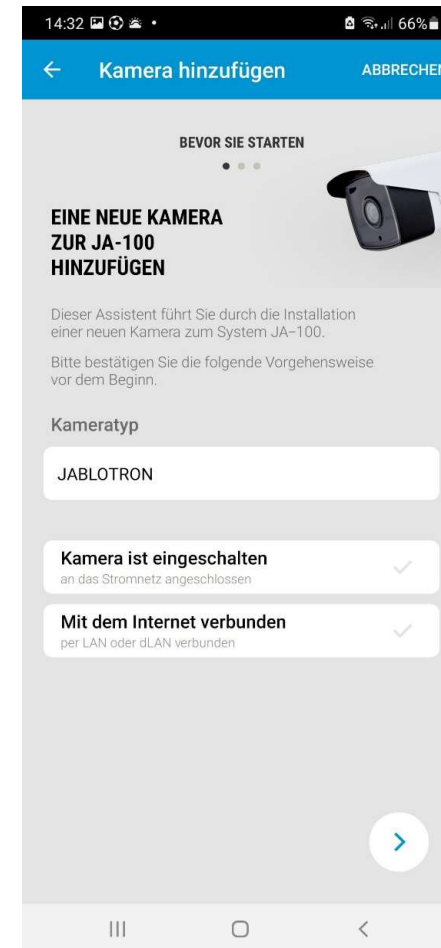 14:32
66%
Kamera hinzufügen
ABBRECHEN
BEVOR SIE STARTEN
EINE NEUE KAMERA
ZUR JA-100
HINZUFÜGEN
Dieser Assistent führt Sie durch die Installation
einer neuen Kamera zum System JA–100.
Bitte bestätigen Sie die folgende Vorgehensweise
vor dem Beginn.
Kameratyp
JABLOTRON
Kamera ist eingeschalten
an das Stromnetz angeschlossen
Mit dem Internet verbunden
per LAN oder dLAN verbunden